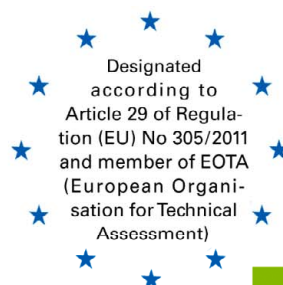 Designated
according to
Article 29 of Regula-
tion (EU) No 305/2011
and member of EOTA
(European Organi-
sation for Technical
Assessment)